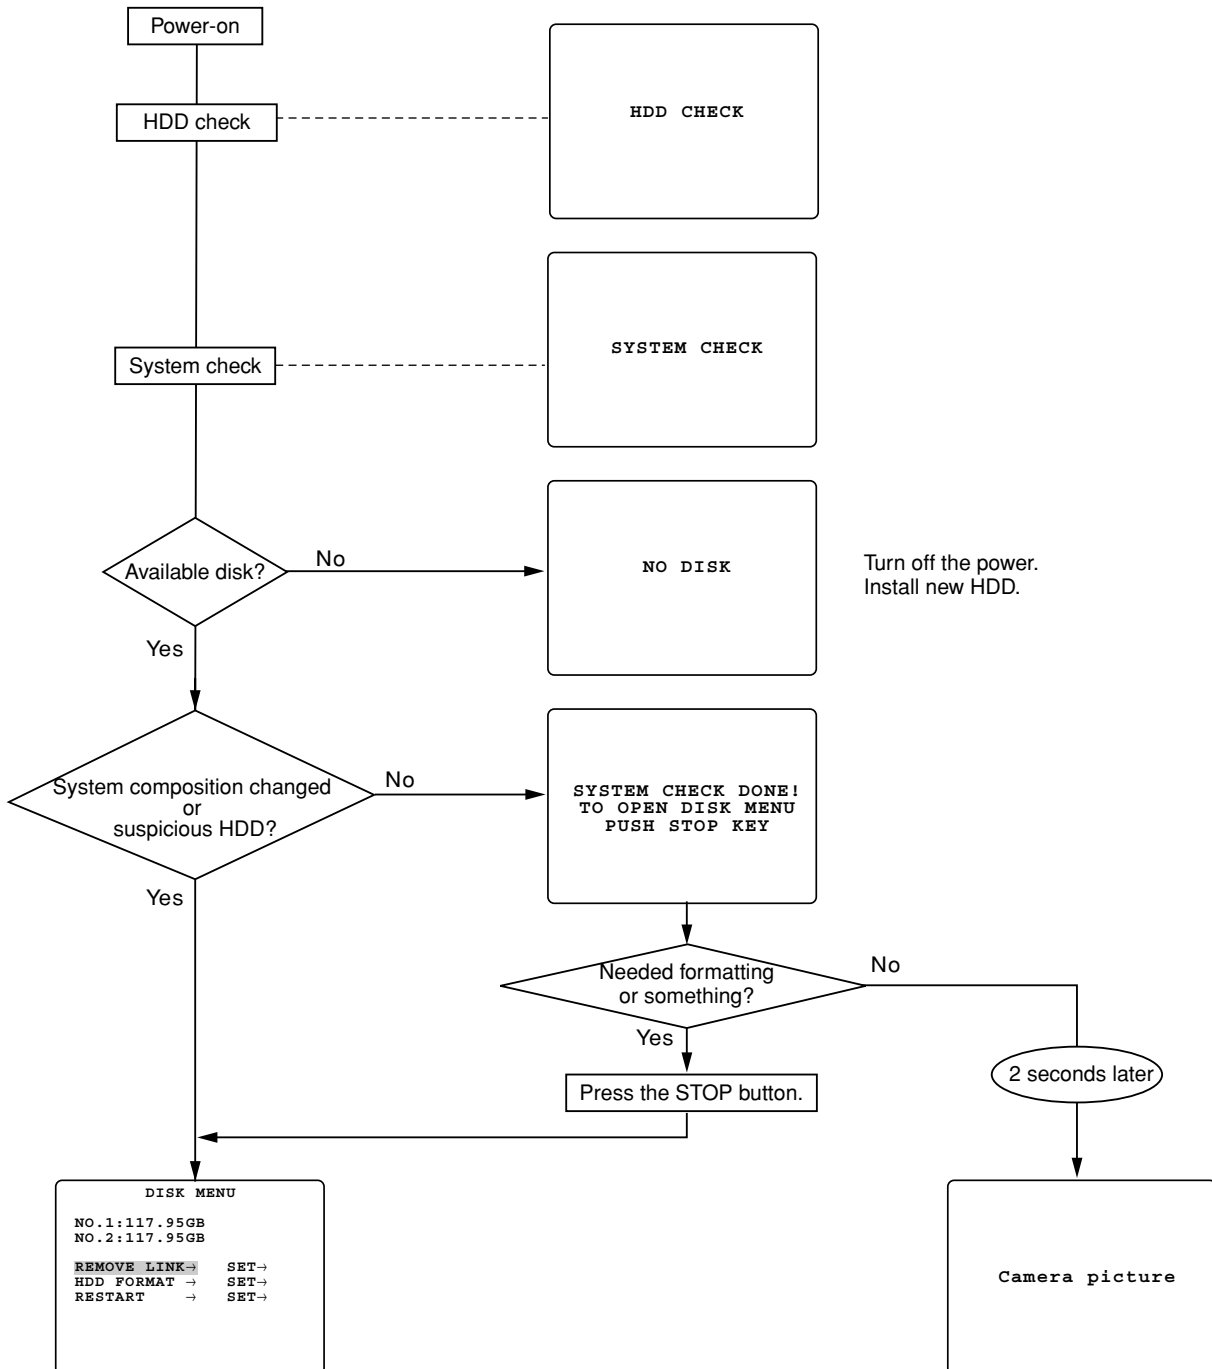 Power-on
HDD check
HDD CHECK
System check
SYSTEM CHECK
Available disk?
No
NO DISK
Turn off the power.
Install new HDD.
Yes
System composition changed
or
suspicious HDD?
No
SYSTEM CHECK DONE!
TO OPEN DISK MENU
PUSH STOP KEY
Yes
Needed formatting
or something?
No
Yes
Press the STOP button.
2 seconds later
DISK MENU
NO.1:117.95GB
NO.2:117.95GB
REMOVE LINK→ SET→
HDD FORMAT → SET→
RESTART → SET→
Camera picture